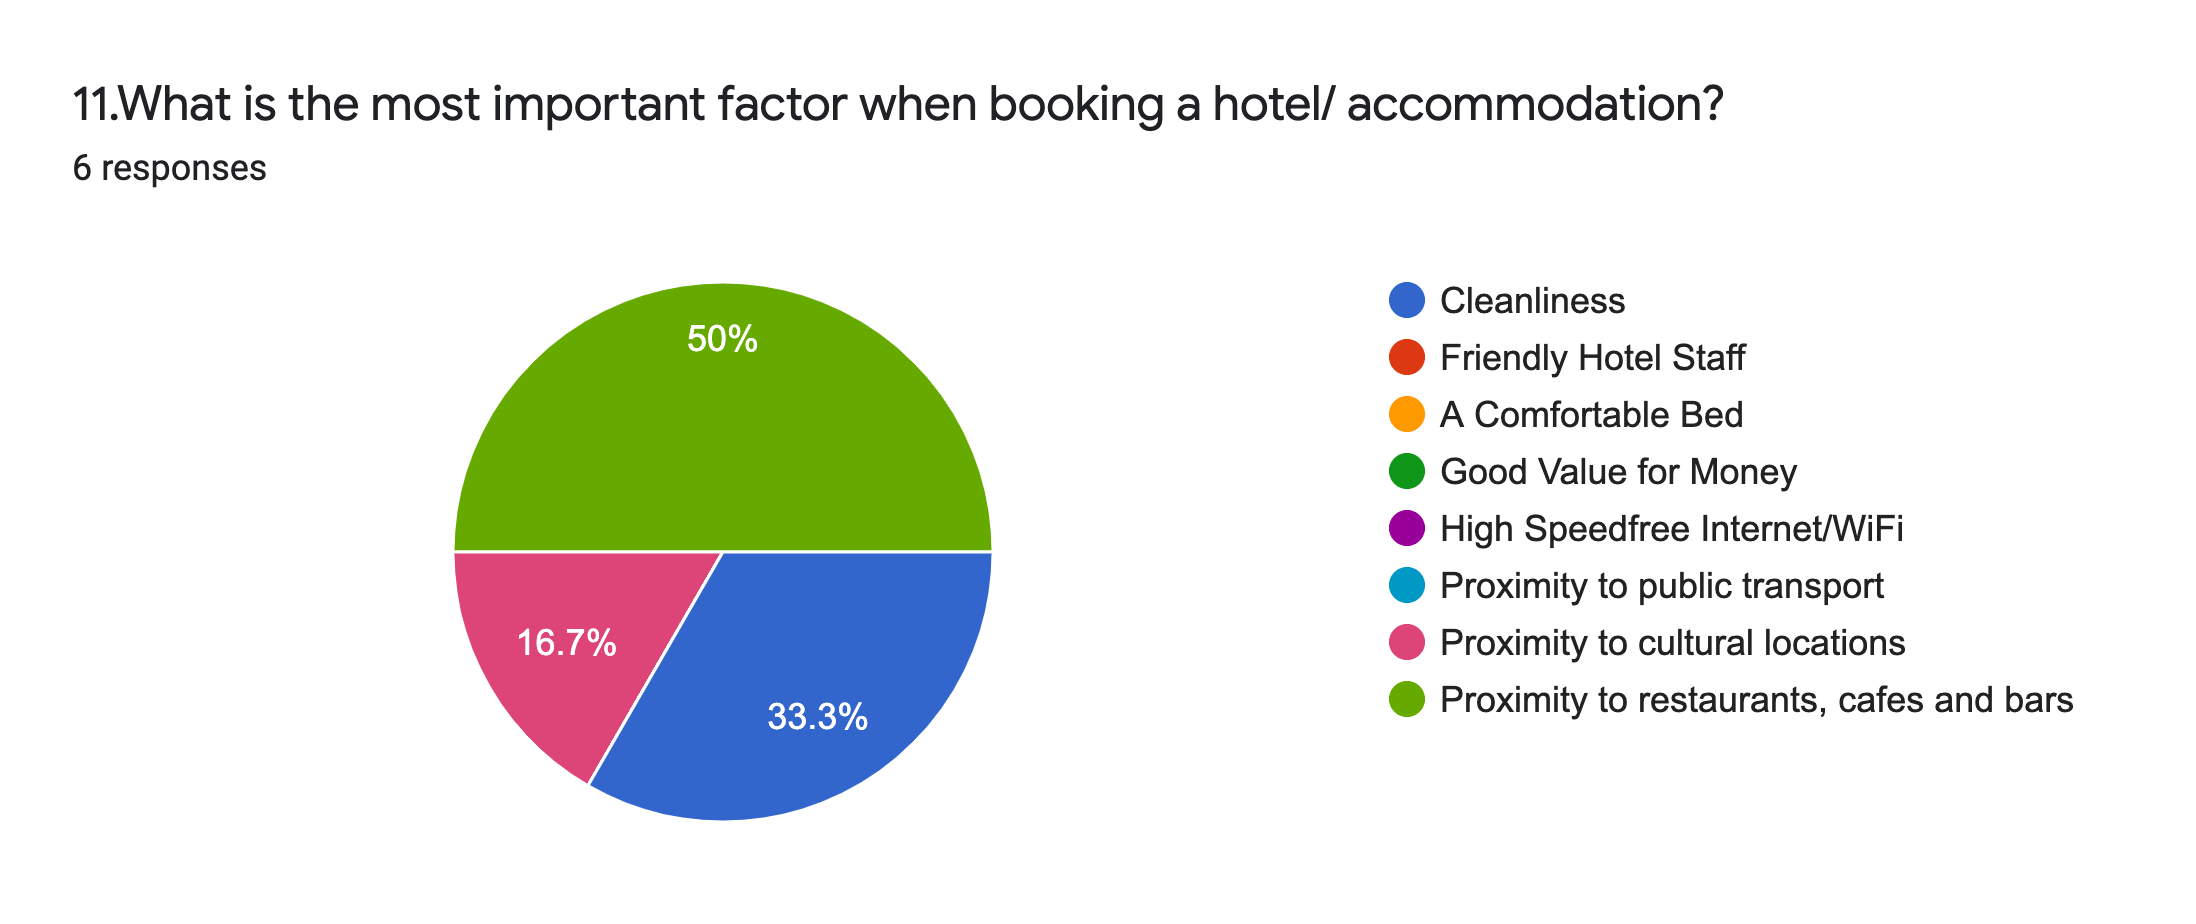 11.What is the most important factor when booking a hotel/ accommodation?
6 responses
50%
16.7%
33.3%
Cleanliness
Friendly Hotel Staff
A Comfortable Bed
Good Value for Money
High Speedfree Internet/WiFi
Proximity to public transport
Proximity to cultural locations
Proximity to restaurants, cafes and bars